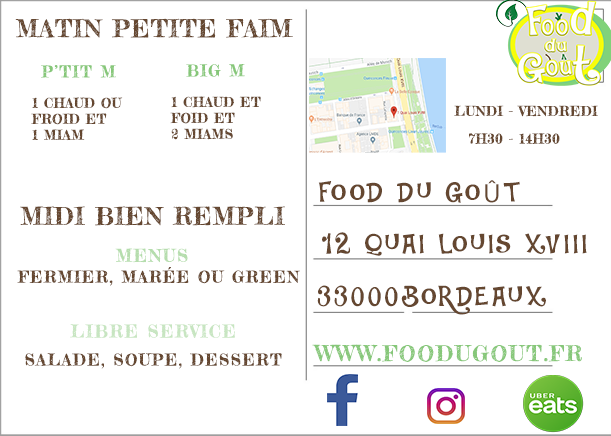 MATIN PETITE FAIM
P'TIT M
1 CHAUD OU
FROID ET
1 MIAM
BIG M
1 CHAUD ET
FOID ET
2 MIAMS
MIDI BIEN REMPLI
MENUS
FERMIER, MARÉE OU GREEN
LIBRE SERVICE
SALADE, SOUPE, DESSERT
Food
du
Goût
LUNDI - VENDREDI
7H30 - 14H30
FOOD DU GOÛT
12 QUAI LOUIS XVIII
33000 BORDEAUX
WWW.FOODUGOUT.FR
UBER
eats